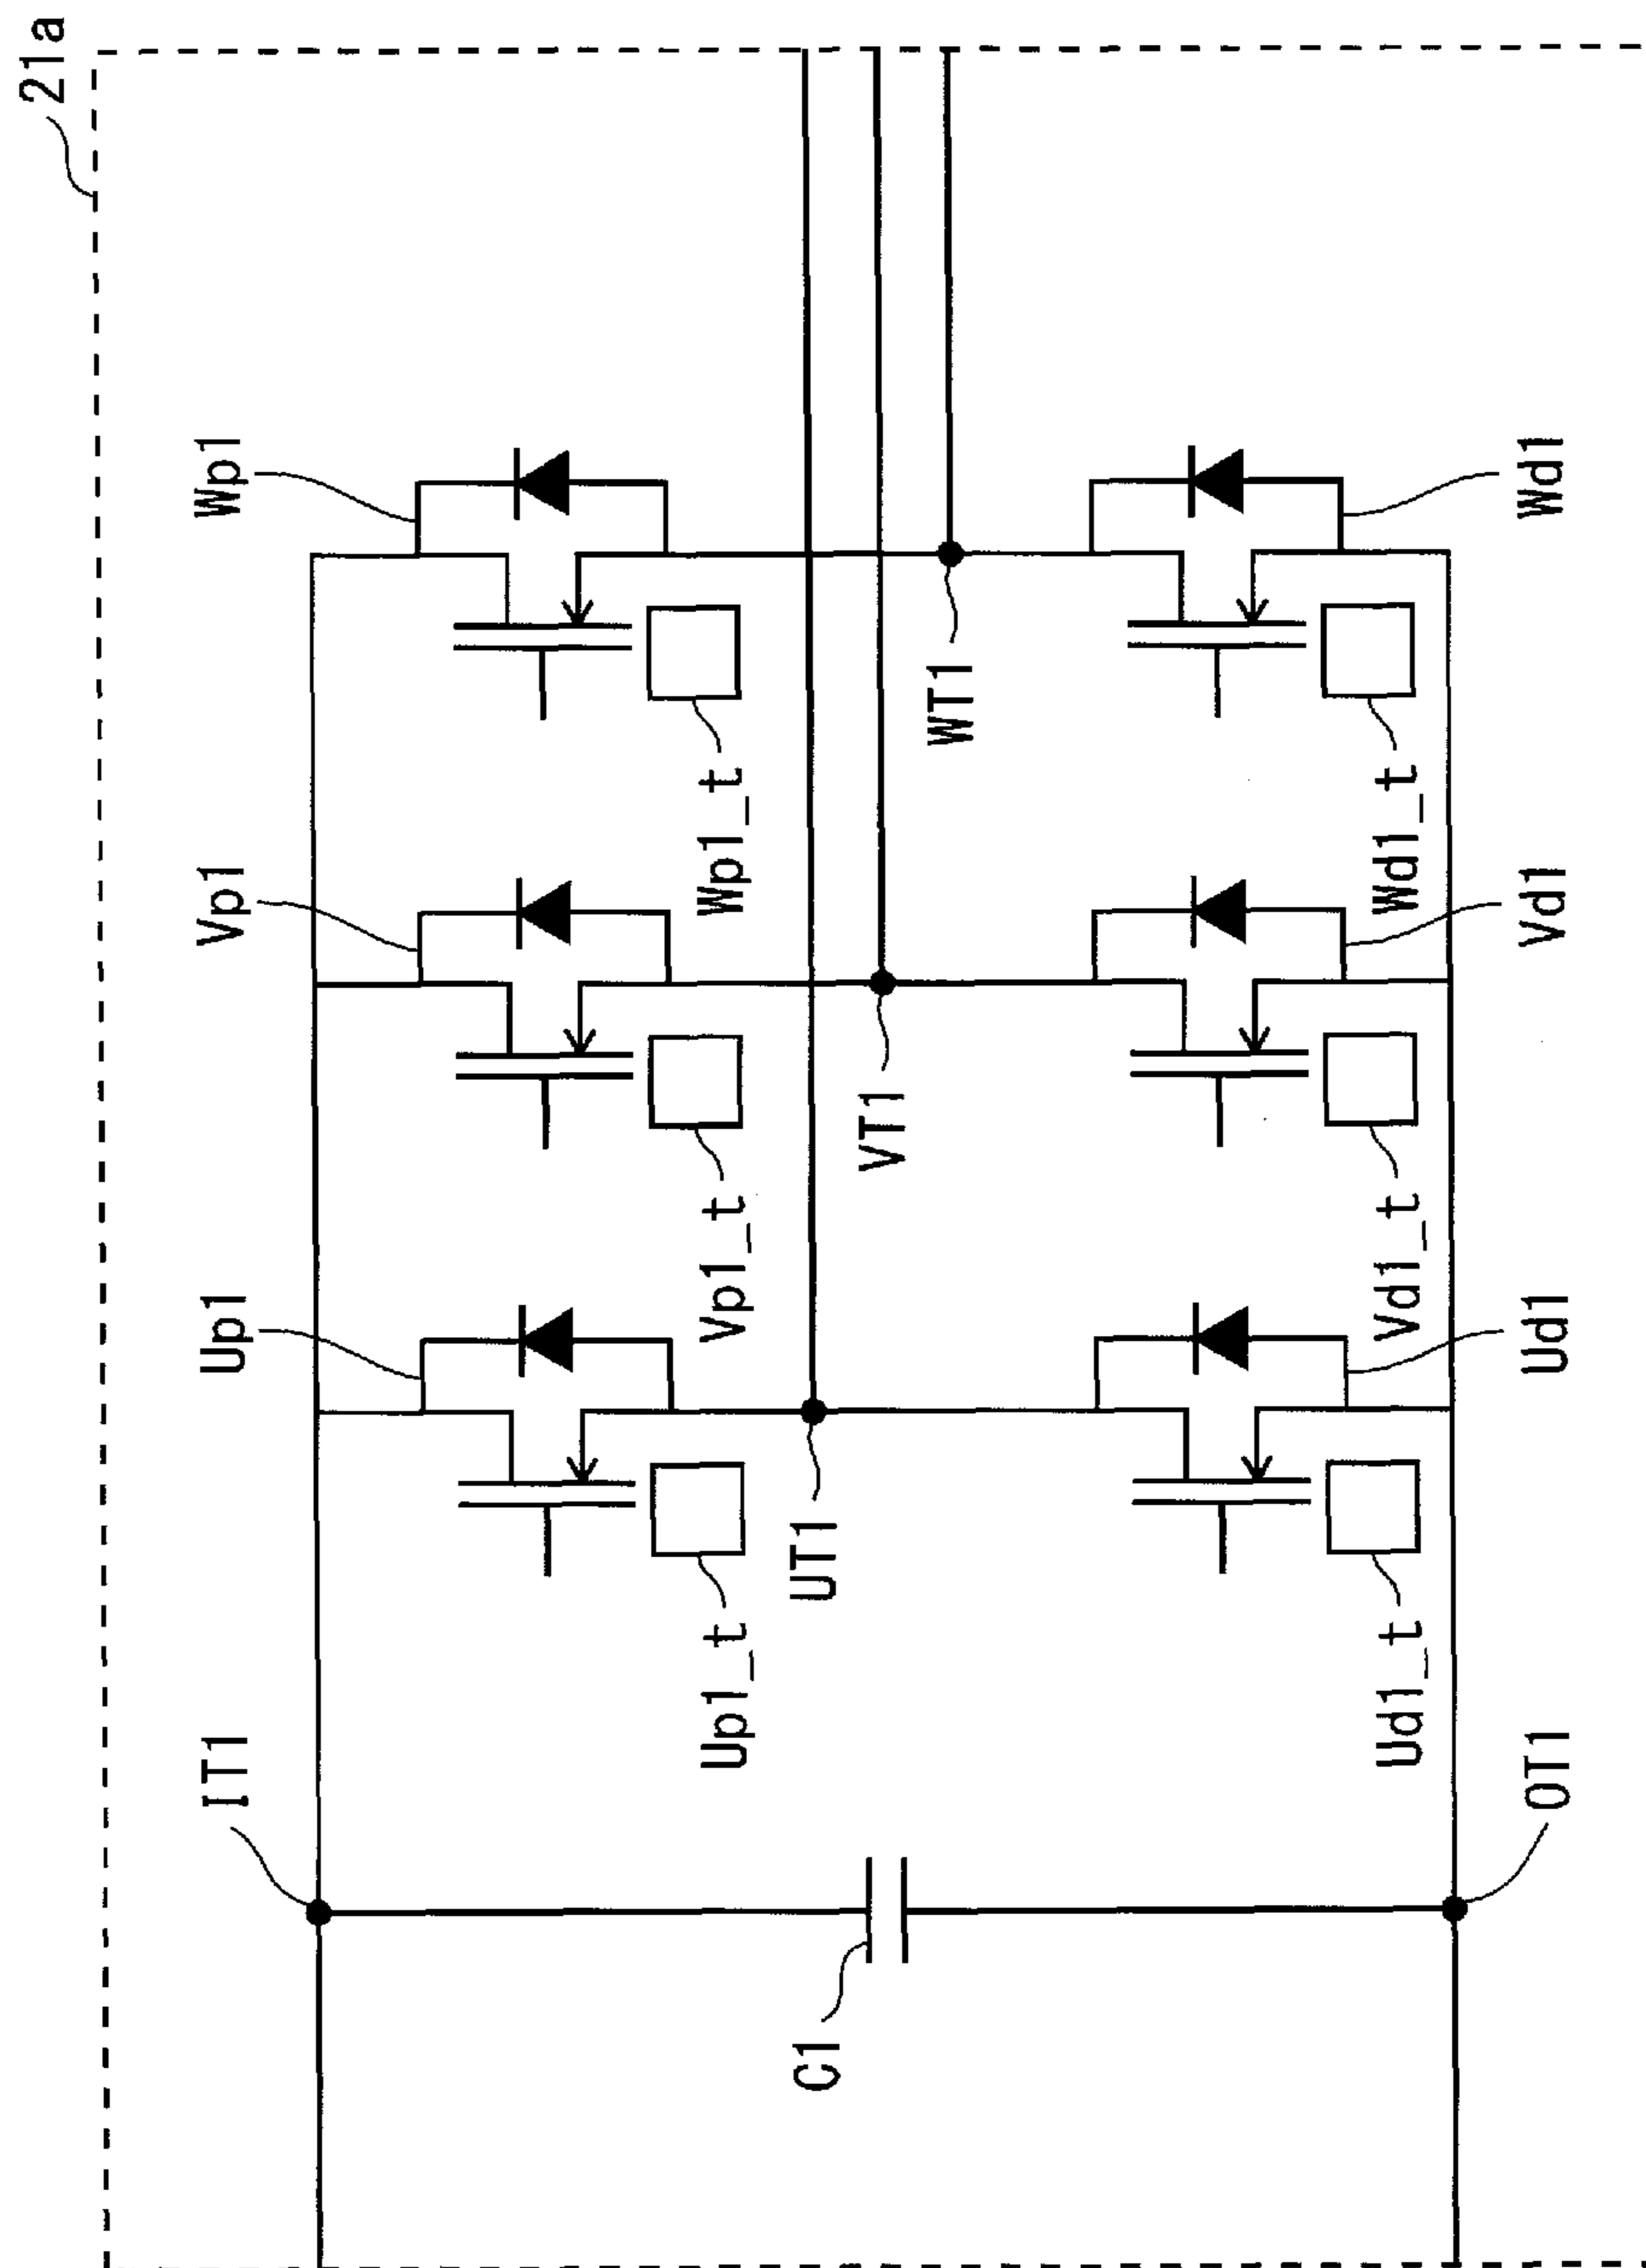 21a
IT1
Up1
Vp1
Wp1
Up1_t
Vp1_t
Wp1_t
C1
UT1
VT1
WT1
Ud1_t
Vd1_t
Wd1_t
OT1
Ud1
Vd1
Wd1